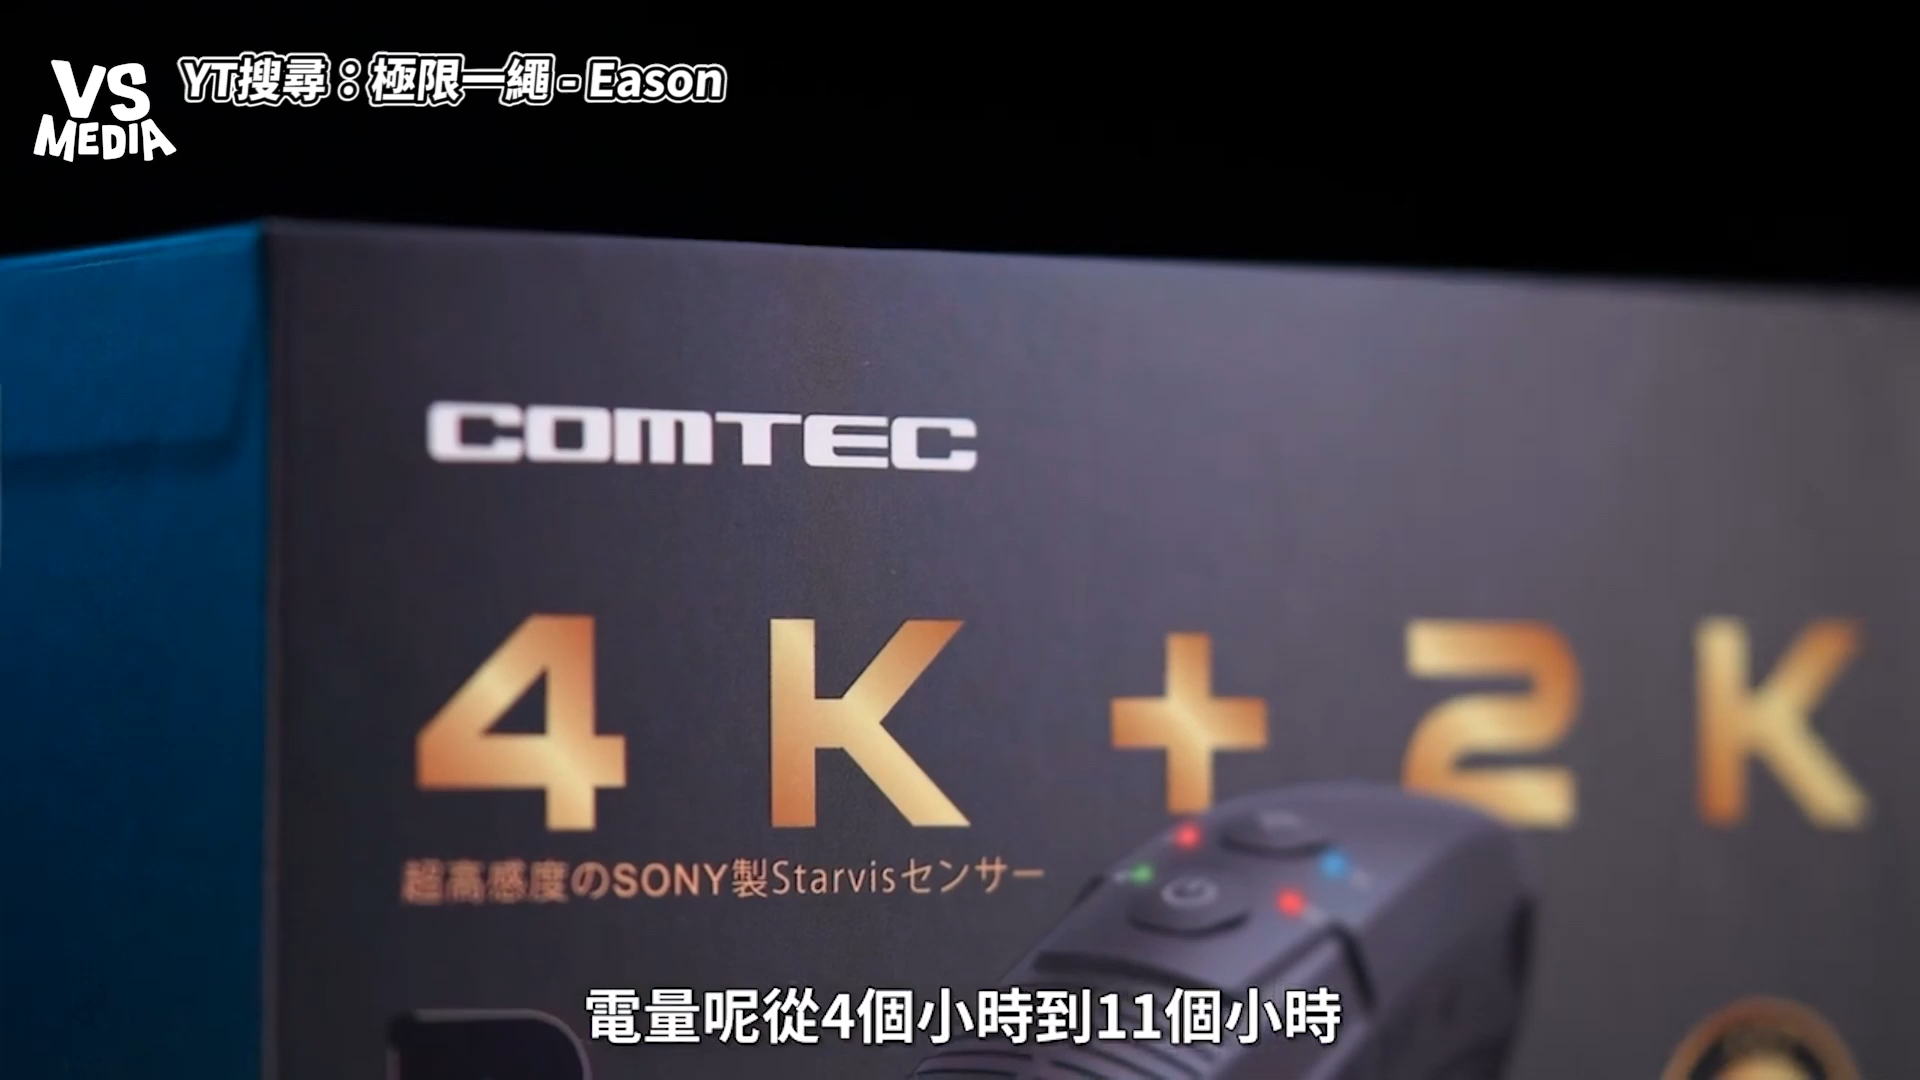 VS
MEDIA
YT搜尋：極限一繩 - Eason
COMTEC
4K+2K
超高感度のSONY製Starvisセンサー
電量呢從4個小時到11個小時